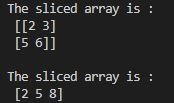 The sliced array is :
[[2 3]
[5 6]]
The sliced array is :
[2 5 8]